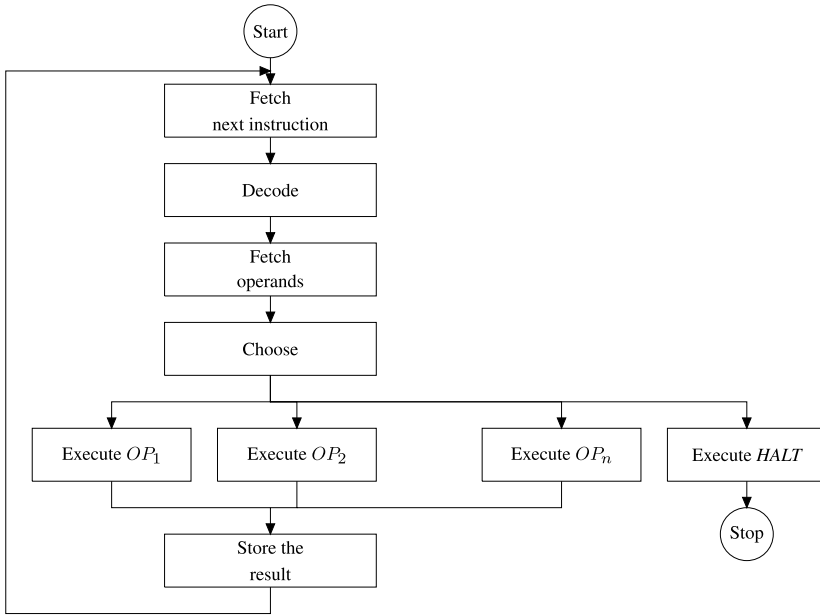 Start
Fetch
next instruction
Decode
Fetch
operands
Choose
Execute OP₁
Execute OP₂
Execute OPₙ
Execute HALT
Stop
Store the
result